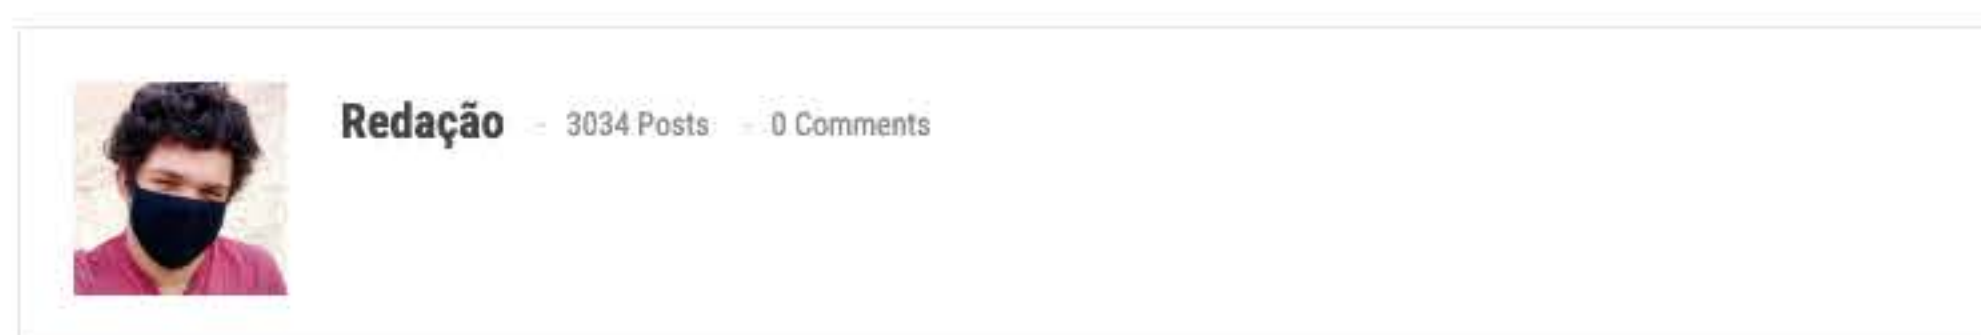 Redação - 3034 Posts - 0 Comments